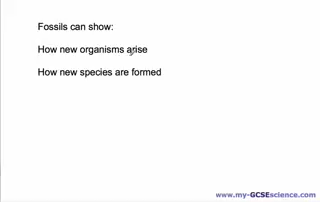 Fossils can show:
How new organisms arise
How new species are formed
www.my-GCSEscience.com